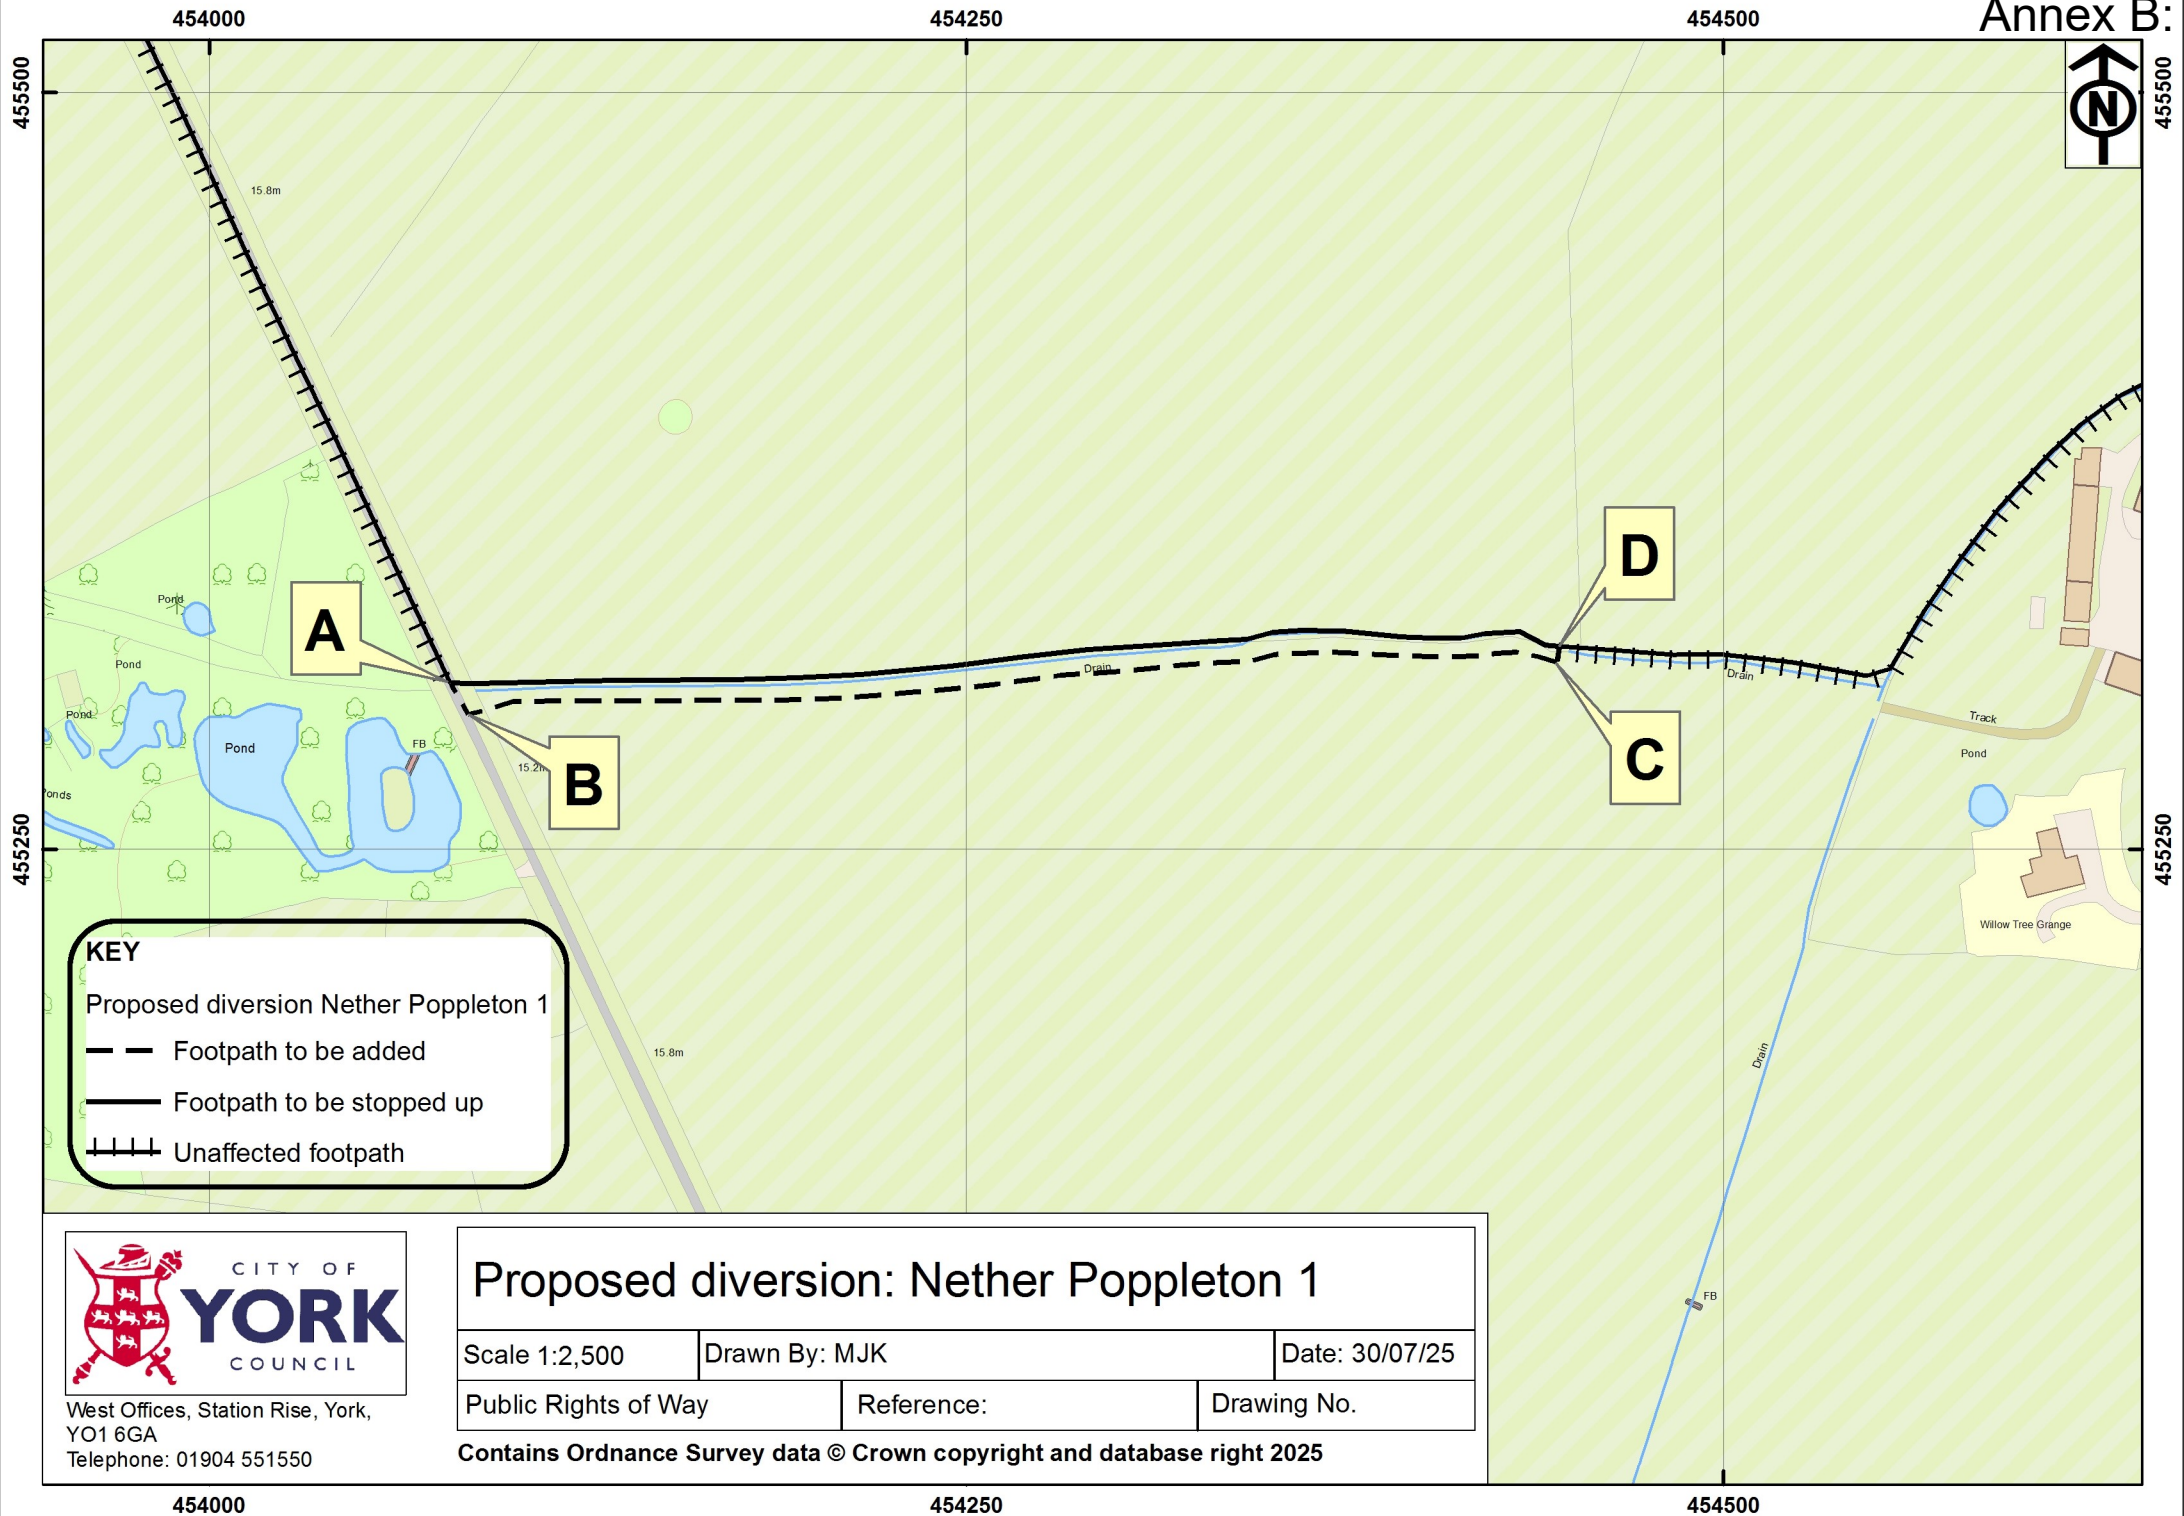 454000 454250 454500 Annex B:
455500 455500
N
15.8m
D
Pond
A
Pond
Drain
Drain
Pond
Track
Pond
FB
Pond
15.2m
B
C
onds
455250 455250
Willow Tree Grange
KEY
Proposed diversion Nether Poppleton 1
Footpath to be added
Footpath to be stopped up
Unaffected footpath
15.8m
Drain
FB
CITY OF
YORK
COUNCIL
West Offices, Station Rise, York,
YO1 6GA
Telephone: 01904 551550
Proposed diversion: Nether Poppleton 1
Scale 1:2,500 Drawn By: MJK Date: 30/07/25
Public Rights of Way Reference: Drawing No.
Contains Ordnance Survey data © Crown copyright and database right 2025
454000 454250 454500